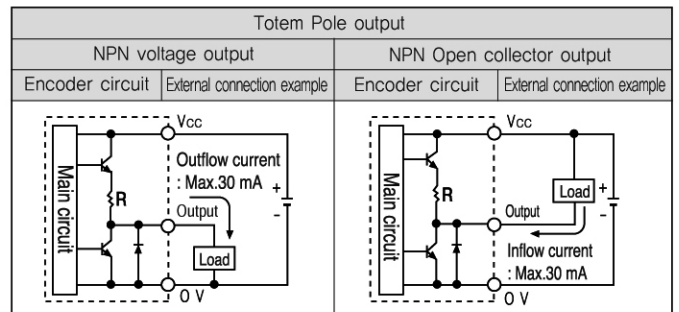 Totem Pole output
NPN voltage output
NPN Open collector output
Encoder circuit
External connection example
Encoder circuit
External connection example
Main circuit
R
Vcc
Outflow current
: Max.30 mA
+
-
Output
Load
0 V
Main circuit
R
Vcc
Load
+
-
Output
Inflow current
: Max.30 mA
0 V